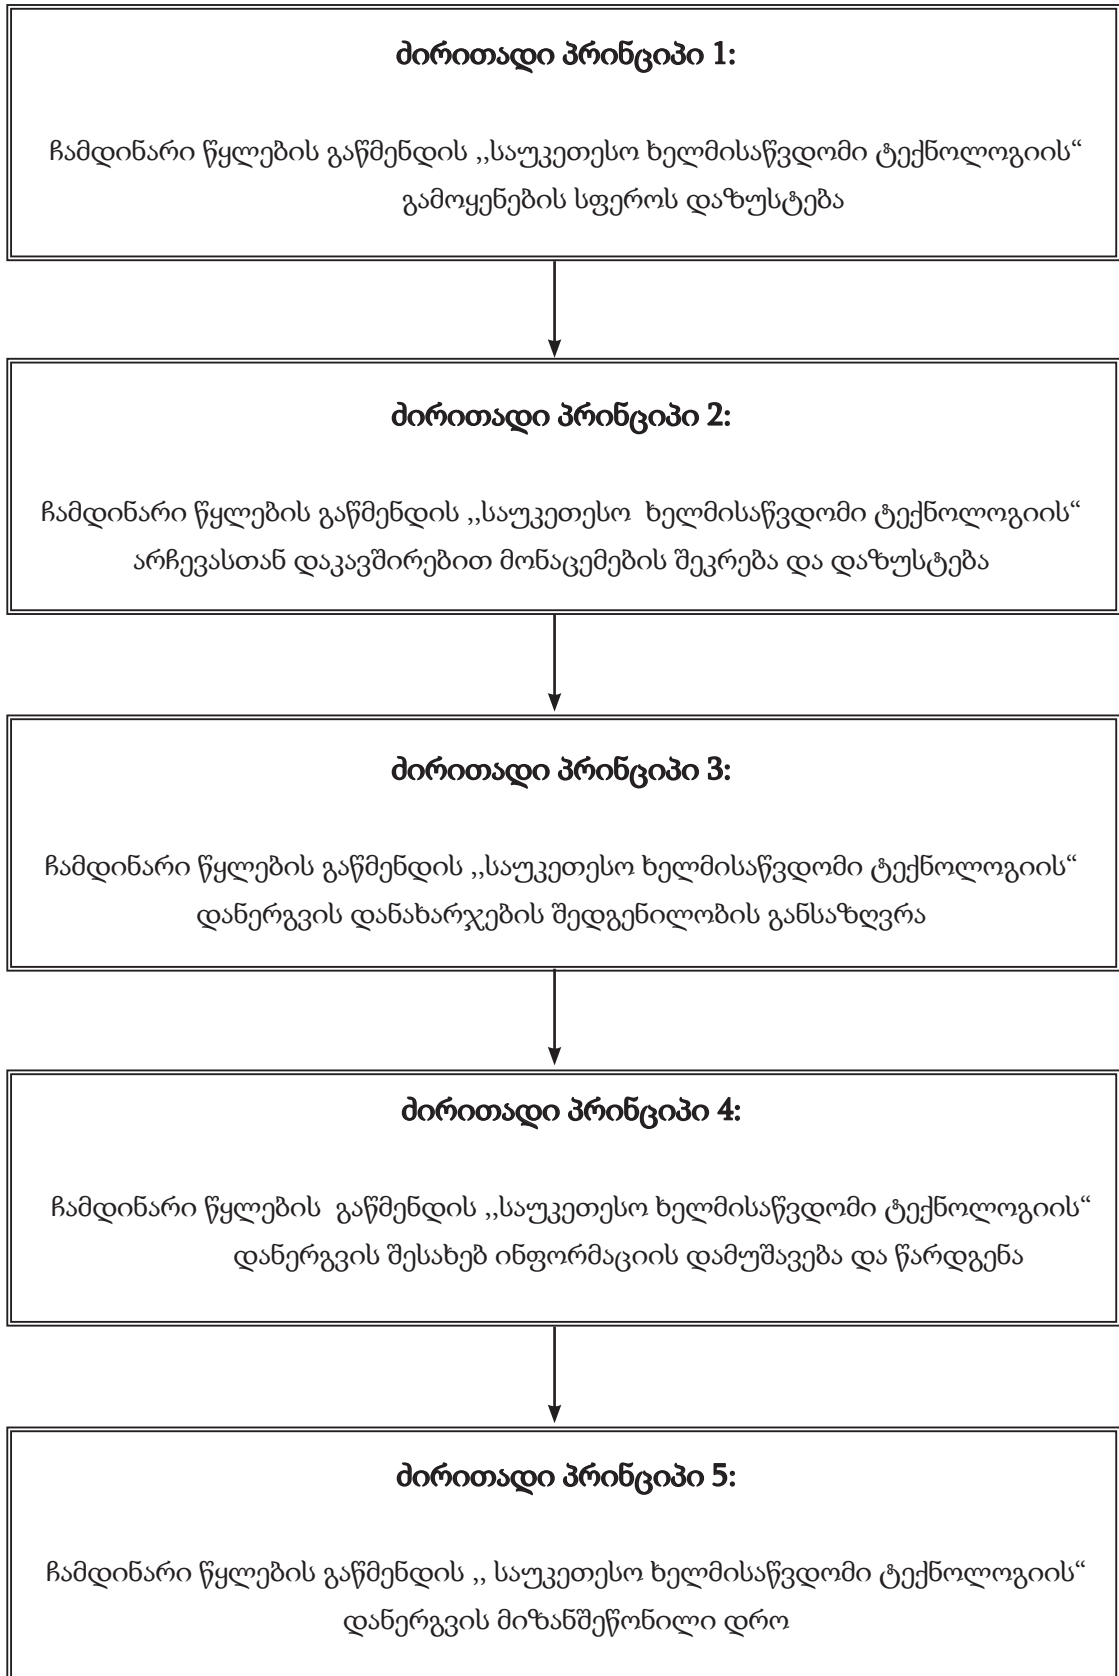 ძირითადი პრინციპი 1:
ჩამდინარი წყლების გაწმენდის ,,საუკეთესო ხელმისაწვდომი ტექნოლოგიის“
გამოყენების სფეროს დაზუსტება
ძირითადი პრინციპი 2:
ჩამდინარი წყლების გაწმენდის ,,საუკეთესო ხელმისაწვდომი ტექნოლოგიის“
არჩევასთან დაკავშირებით მონაცემების შეკრება და დაზუსტება
ძირითადი პრინციპი 3:
ჩამდინარი წყლების გაწმენდის ,,საუკეთესო ხელმისაწვდომი ტექნოლოგიის“
დანერგვის დანახარჯების შედგენილობის განსაზღვრა
ძირითადი პრინციპი 4:
ჩამდინარი წყლების გაწმენდის ,,საუკეთესო ხელმისაწვდომი ტექნოლოგიის“
დანერგვის შესახებ ინფორმაციის დამუშავება და წარდგენა
ძირითადი პრინციპი 5:
ჩამდინარი წყლების გაწმენდის ,, საუკეთესო ხელმისაწვდომი ტექნოლოგიის“
დანერგვის მიზანშეწონილი დრო